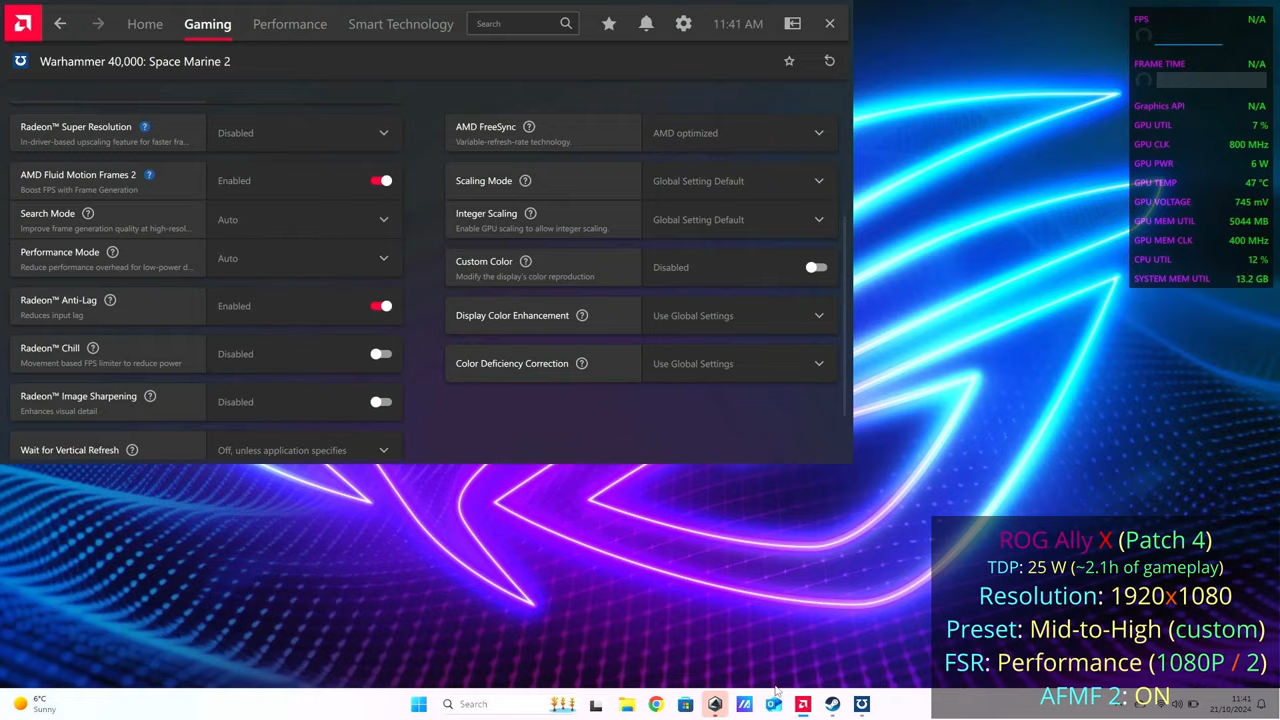 Home
Gaming
Performance
Smart Technology
Search
11:41 AM
Warhammer 40,000: Space Marine 2
Radeon™ Super Resolution ?
In-driver-based upscaling feature for faster fra...
Disabled
AMD Fluid Motion Frames 2 ?
Boost FPS with Frame Generation
Enabled
Search Mode ?
Improve frame generation quality at high-resol...
Auto
Performance Mode ?
Reduce performance overhead for low-power d...
Auto
Radeon™ Anti-Lag ?
Reduces input lag
Enabled
Radeon™ Chill ?
Movement based FPS limiter to reduce power
Disabled
Radeon™ Image Sharpening ?
Enhances visual detail
Disabled
Wait for Vertical Refresh ?
Off, unless application specifies
AMD FreeSync ?
Variable-refresh-rate technology.
AMD optimized
Scaling Mode ?
Global Setting Default
Integer Scaling ?
Enable GPU scaling to allow integer scaling.
Global Setting Default
Custom Color ?
Modify the display's color reproduction
Disabled
Display Color Enhancement ?
Use Global Settings
Color Deficiency Correction ?
Use Global Settings
FPS N/A
FRAME TIME N/A
Graphics API N/A
GPU UTIL 7 %
GPU CLK 800 MHz
GPU PWR 6 W
GPU TEMP 47 °C
GPU VOLTAGE 745 mV
GPU MEM UTIL 5044 MB
GPU MEM CLK 400 MHz
CPU UTIL 12 %
SYSTEM MEM UTIL 13.2 GB
ROG Ally X (Patch 4)
TDP: 25 W (~2.1h of gameplay)
Resolution: 1920x1080
Preset: Mid-to-High (custom)
FSR: Performance (1080P / 2)
AFMF 2: ON
6°C
Sunny
Search
11:41
21/10/2024